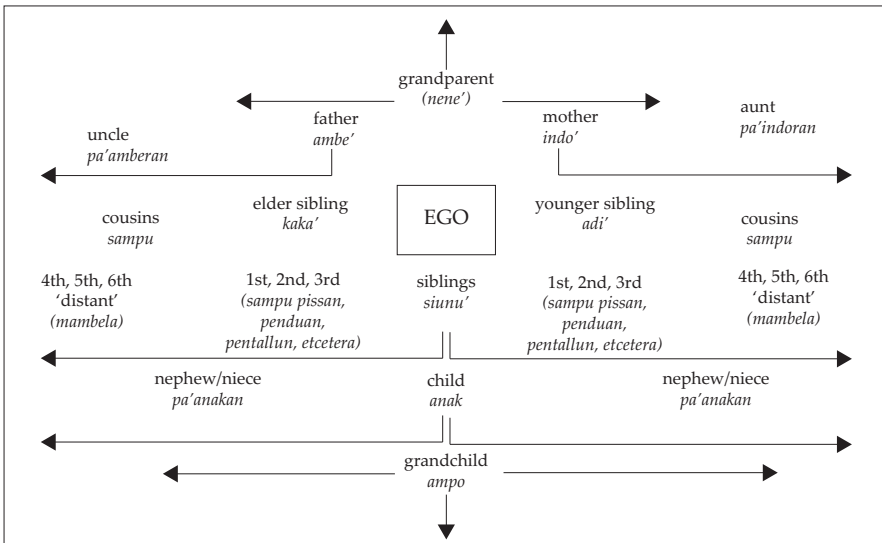 grandparent
(nene’)
father
ambe’
mother
indo’
aunt
pa’indoran
uncle
pa’amberan
elder sibling
kaka’
EGO
younger sibling
adi’
cousins
sampu
cousins
sampu
4th, 5th, 6th
‘distant’
(mambela)
1st, 2nd, 3rd
(sampu pissan,
penduan,
pentallun, etcetera)
siblings
siunu’
1st, 2nd, 3rd
(sampu pissan,
penduan,
pentallun, etcetera)
4th, 5th, 6th
‘distant’
(mambela)
nephew/niece
pa’anakan
child
anak
nephew/niece
pa’anakan
grandchild
ampo